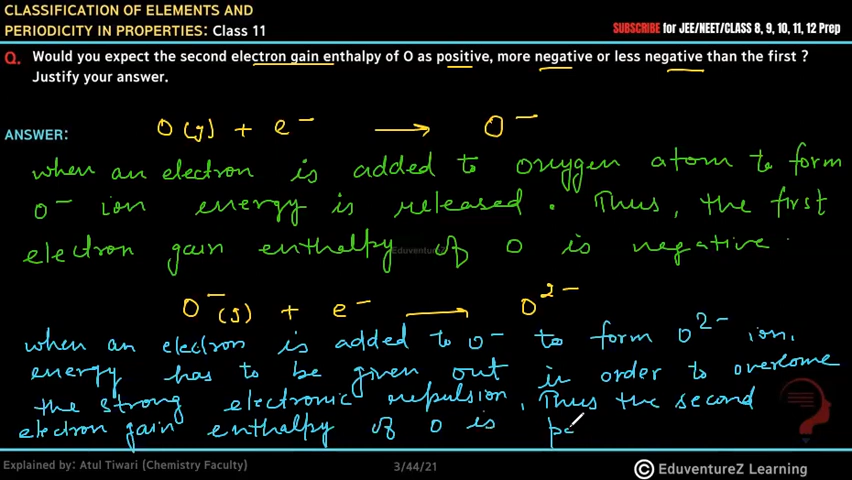 CLASSIFICATION OF ELEMENTS AND
PERIODICITY IN PROPERTIES: Class 11
SUBSCRIBE for JEE/NEET/CLASS 8, 9, 10, 11, 12 Prep
Q. Would you expect the second electron gain enthalpy of O as positive, more negative or less negative than the first ?
Justify your answer.
ANSWER:
O (g) + e⁻ → O⁻
when an electron is added to oxygen atom to form
O⁻ ion energy is released. Thus, the first
electron gain enthalpy of O is negative.
EduventureZ
O⁻(g) + e⁻ → O²⁻
when an electron is added to O⁻ to form O²⁻ ion,
energy has to be given out in order to overcome
the strong electronic repulsion. Thus the second
electron gain enthalpy of O is po
Explained by: Atul Tiwari (Chemistry Faculty)
3/44/21
© EduventureZ Learning